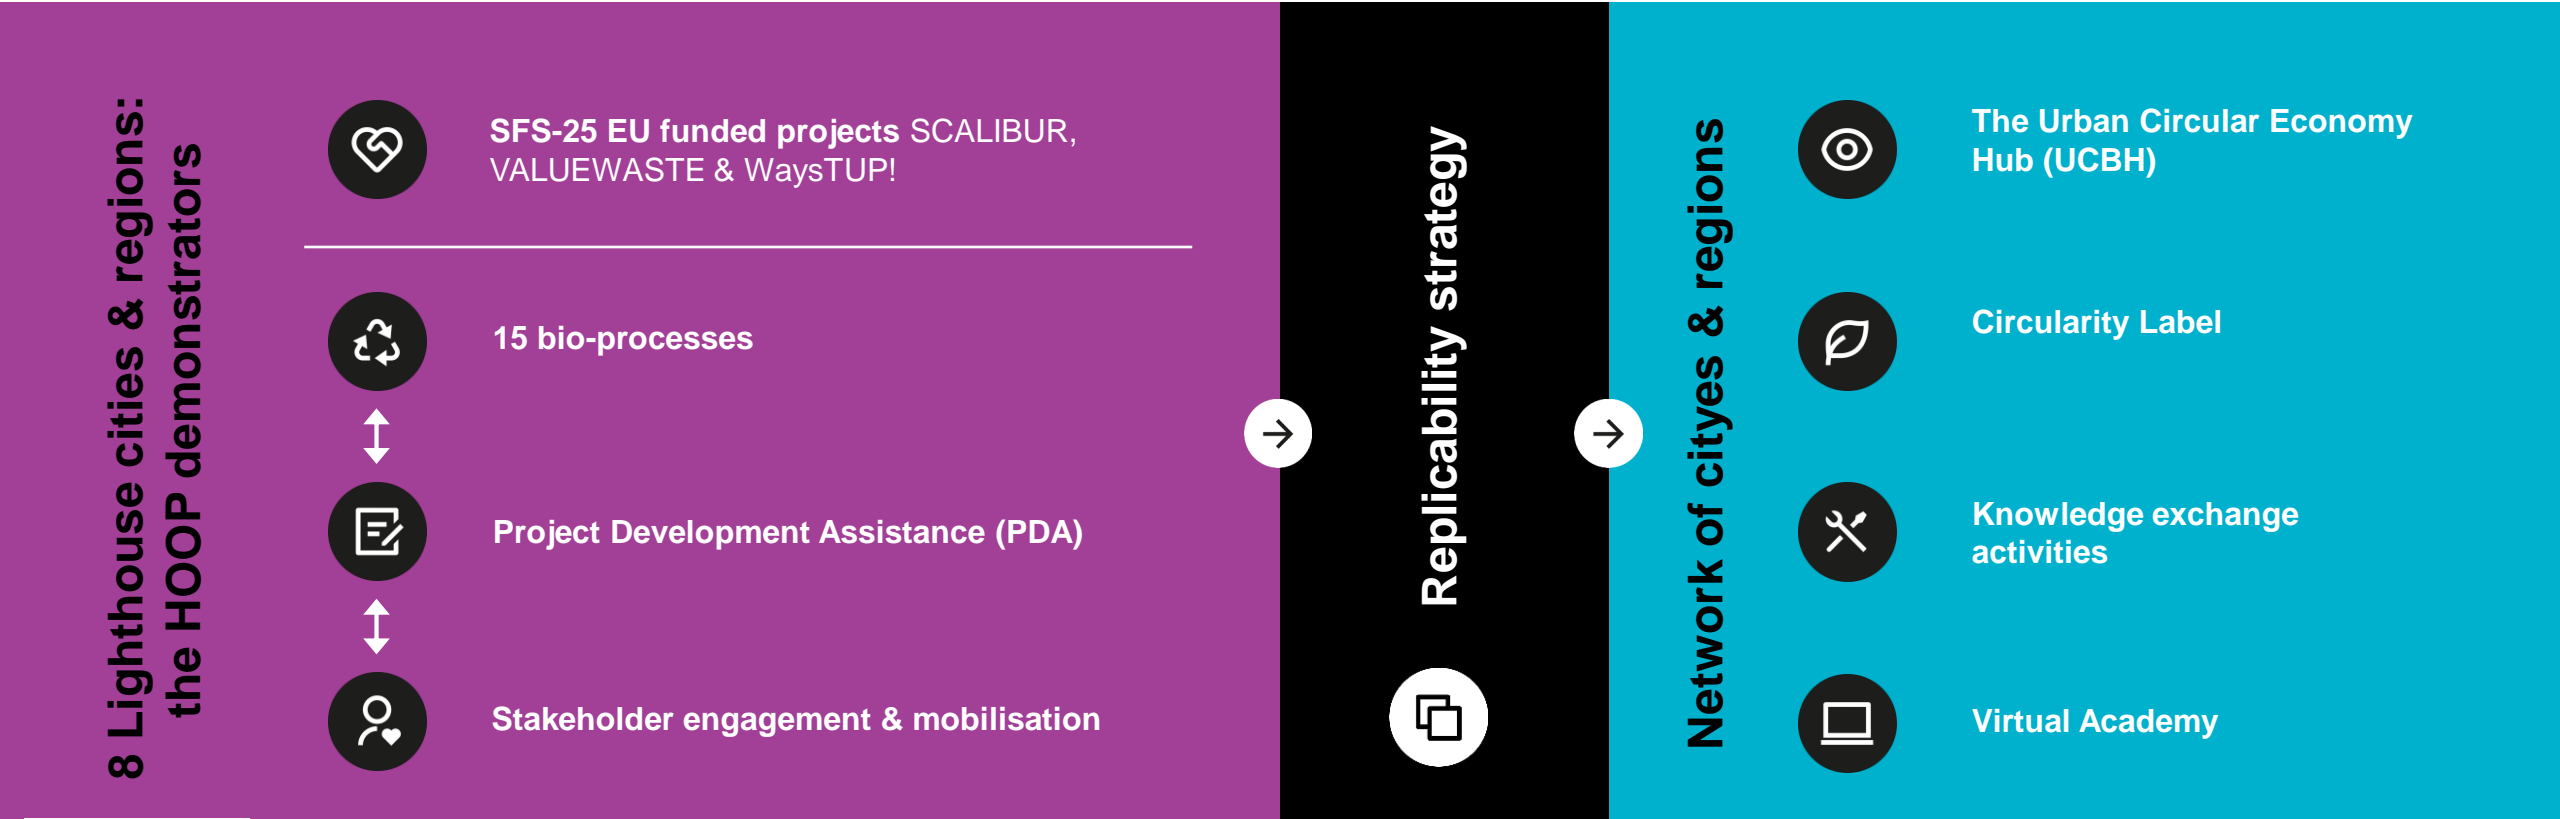 8 Lighthouse cities & regions:
the HOOP demonstrators
SFS-25 EU funded projects SCALIBUR,
VALUEWASTE & WaysTUP!
15 bio-processes
Project Development Assistance (PDA)
Stakeholder engagement & mobilisation
Replicability strategy
Network of cityes & regions
The Urban Circular Economy
Hub (UCBH)
Circularity Label
Knowledge exchange
activities
Virtual Academy